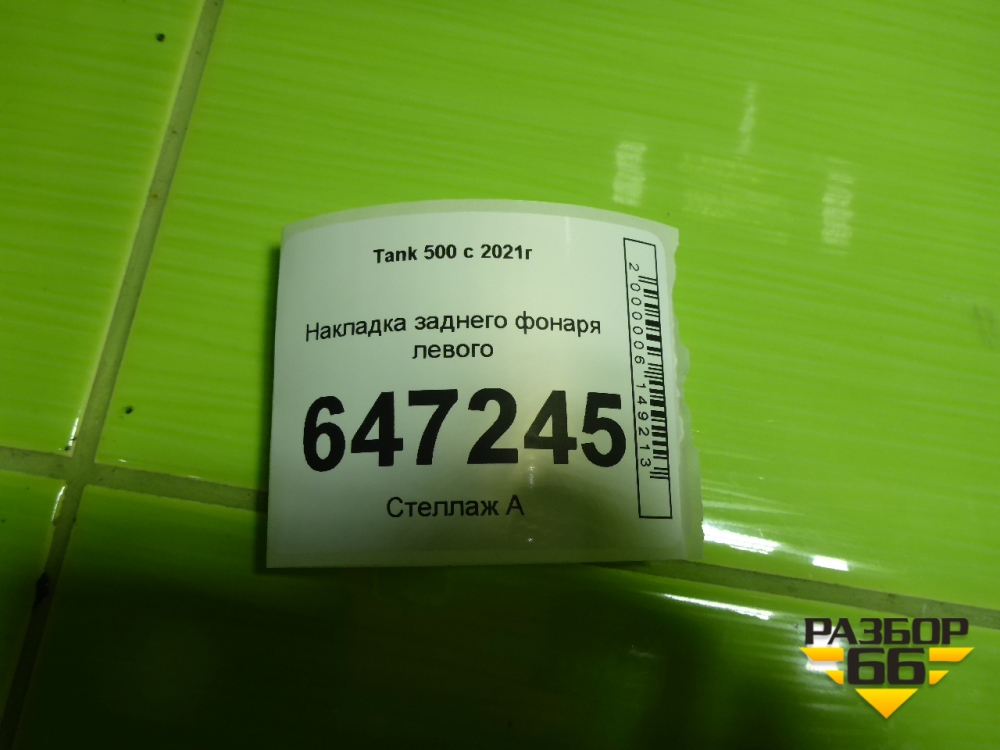 Tank 500 с 2021г
Накладка заднего фонаря
левого
647245
Стеллаж А
2000006149213
РАЗБОР
66